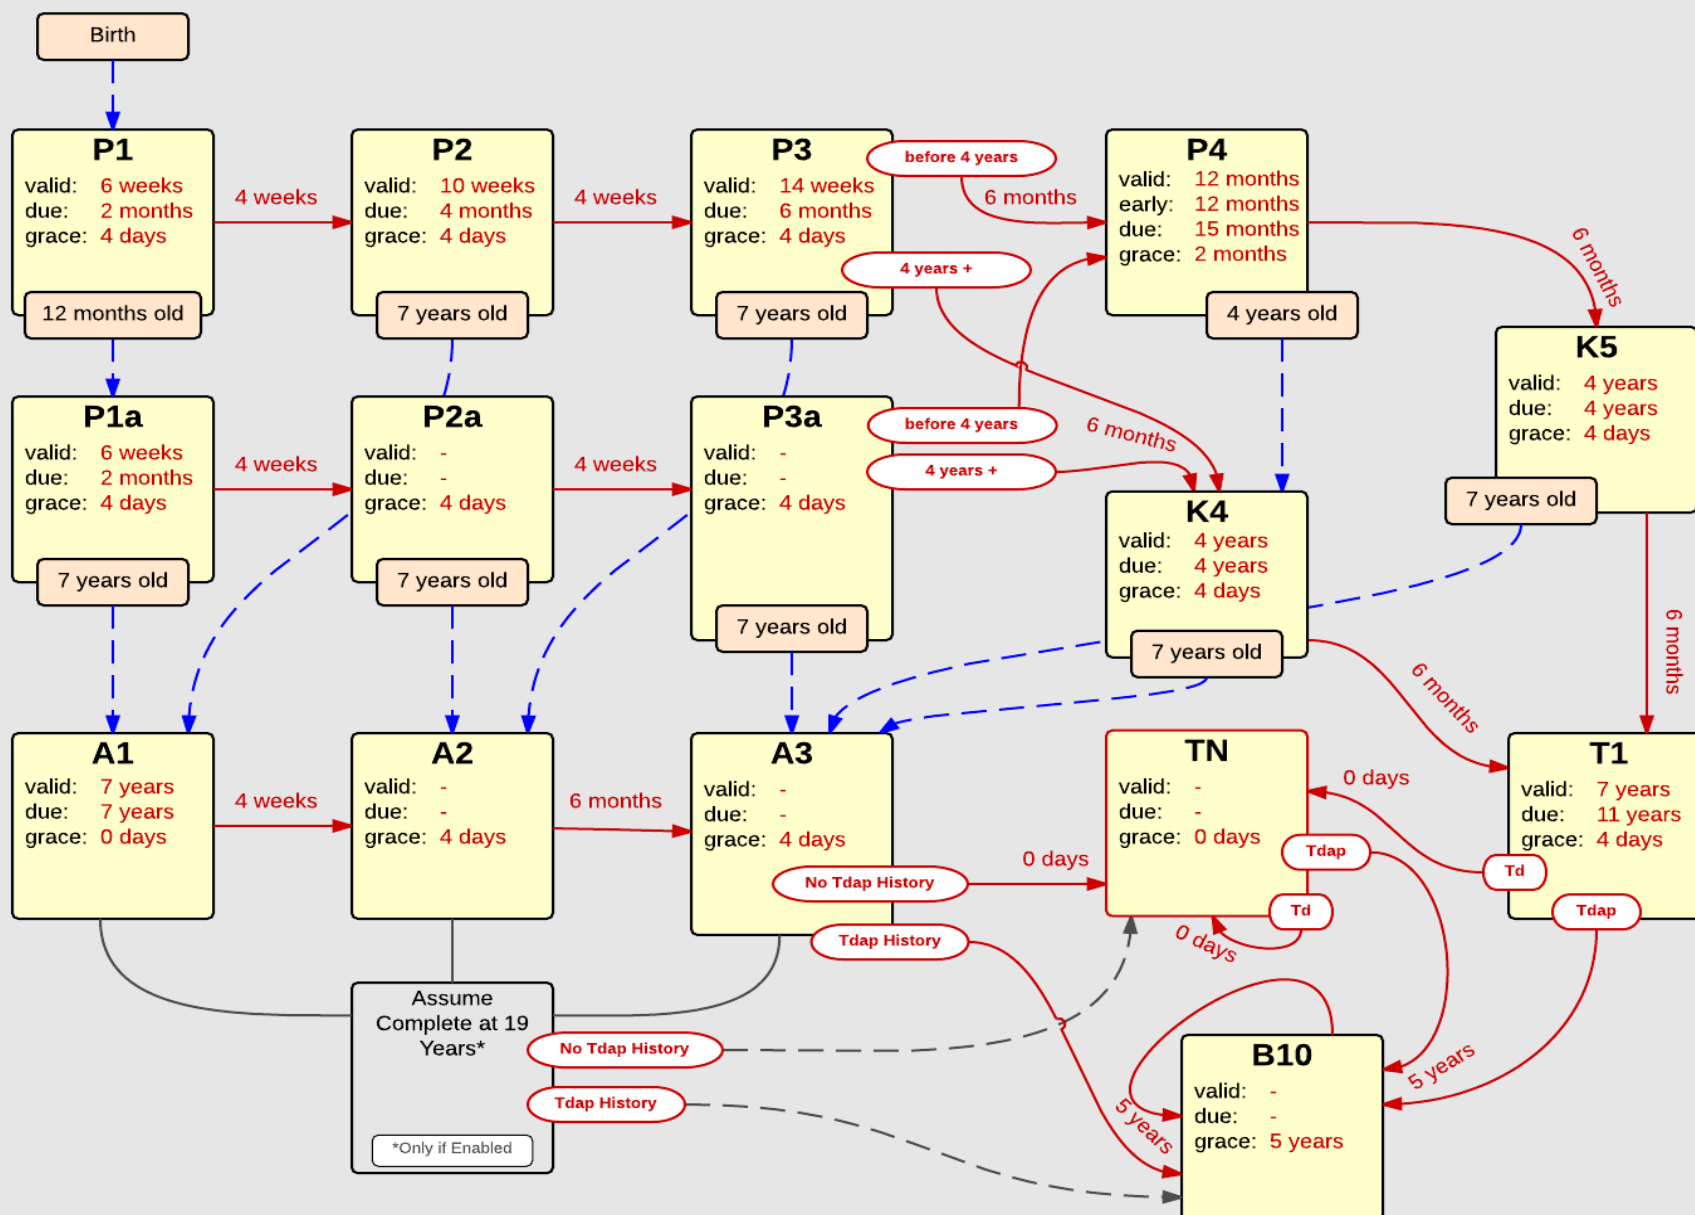 Birth
P1
valid: 6 weeks
due: 2 months
grace: 4 days
12 months old
4 weeks
P2
valid: 10 weeks
due: 4 months
grace: 4 days
7 years old
4 weeks
P3
valid: 14 weeks
due: 6 months
grace: 4 days
7 years old
before 4 years
6 months
4 years +
P4
valid: 12 months
early: 12 months
due: 15 months
grace: 2 months
4 years old
6 months
K5
valid: 4 years
due: 4 years
grace: 4 days
7 years old
P1a
valid: 6 weeks
due: 2 months
grace: 4 days
7 years old
4 weeks
P2a
valid: -
due: -
grace: 4 days
7 years old
4 weeks
P3a
valid: -
due: -
grace: 4 days
7 years old
before 4 years
4 years +
6 months
K4
valid: 4 years
due: 4 years
grace: 4 days
7 years old
6 months
6 months
A1
valid: 7 years
due: 7 years
grace: 0 days
4 weeks
A2
valid: -
due: -
grace: 4 days
6 months
A3
valid: -
due: -
grace: 4 days
No Tdap History
0 days
Tdap History
TN
valid: -
due: -
grace: 0 days
Tdap
Td
0 days
0 days
T1
valid: 7 years
due: 11 years
grace: 4 days
Td
Tdap
Assume
Complete at 19
Years*
No Tdap History
Tdap History
*Only if Enabled
5 years
5 years
B10
valid: -
due: -
grace: 5 years